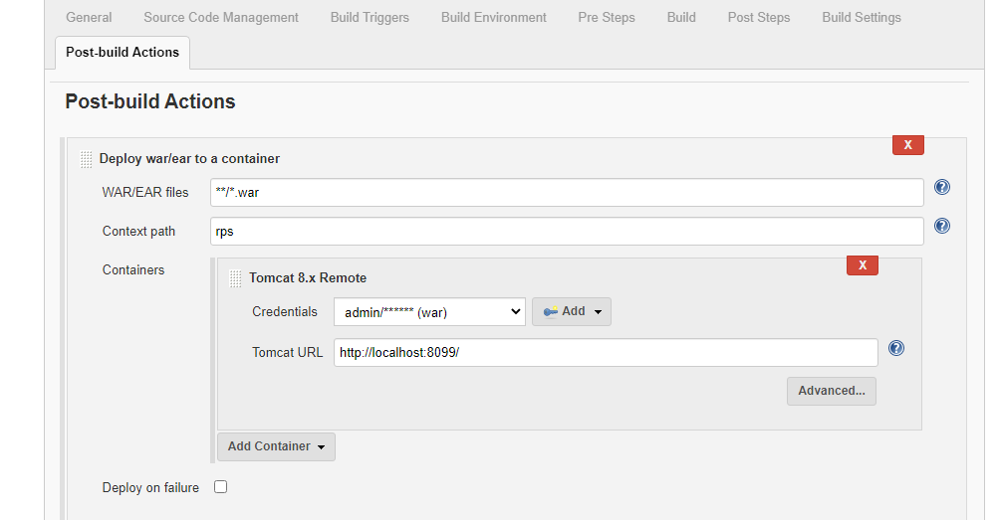 General Source Code Management Build Triggers Build Environment Pre Steps Build Post Steps Build Settings
Post-build Actions
Post-build Actions
X
Deploy war/ear to a container
WAR/EAR files **/*.war ?
Context path rps ?
Containers X
Tomcat 8.x Remote
Credentials admin/****** (war) Add
Tomcat URL http://localhost:8099/ ?
Advanced...
Add Container
Deploy on failure